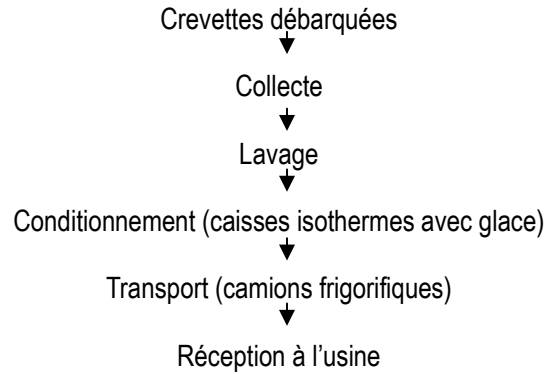 Crevettes débarquées
Collecte
Lavage
Conditionnement (caisses isothermes avec glace)
Transport (camions frigorifiques)
Réception à l’usine